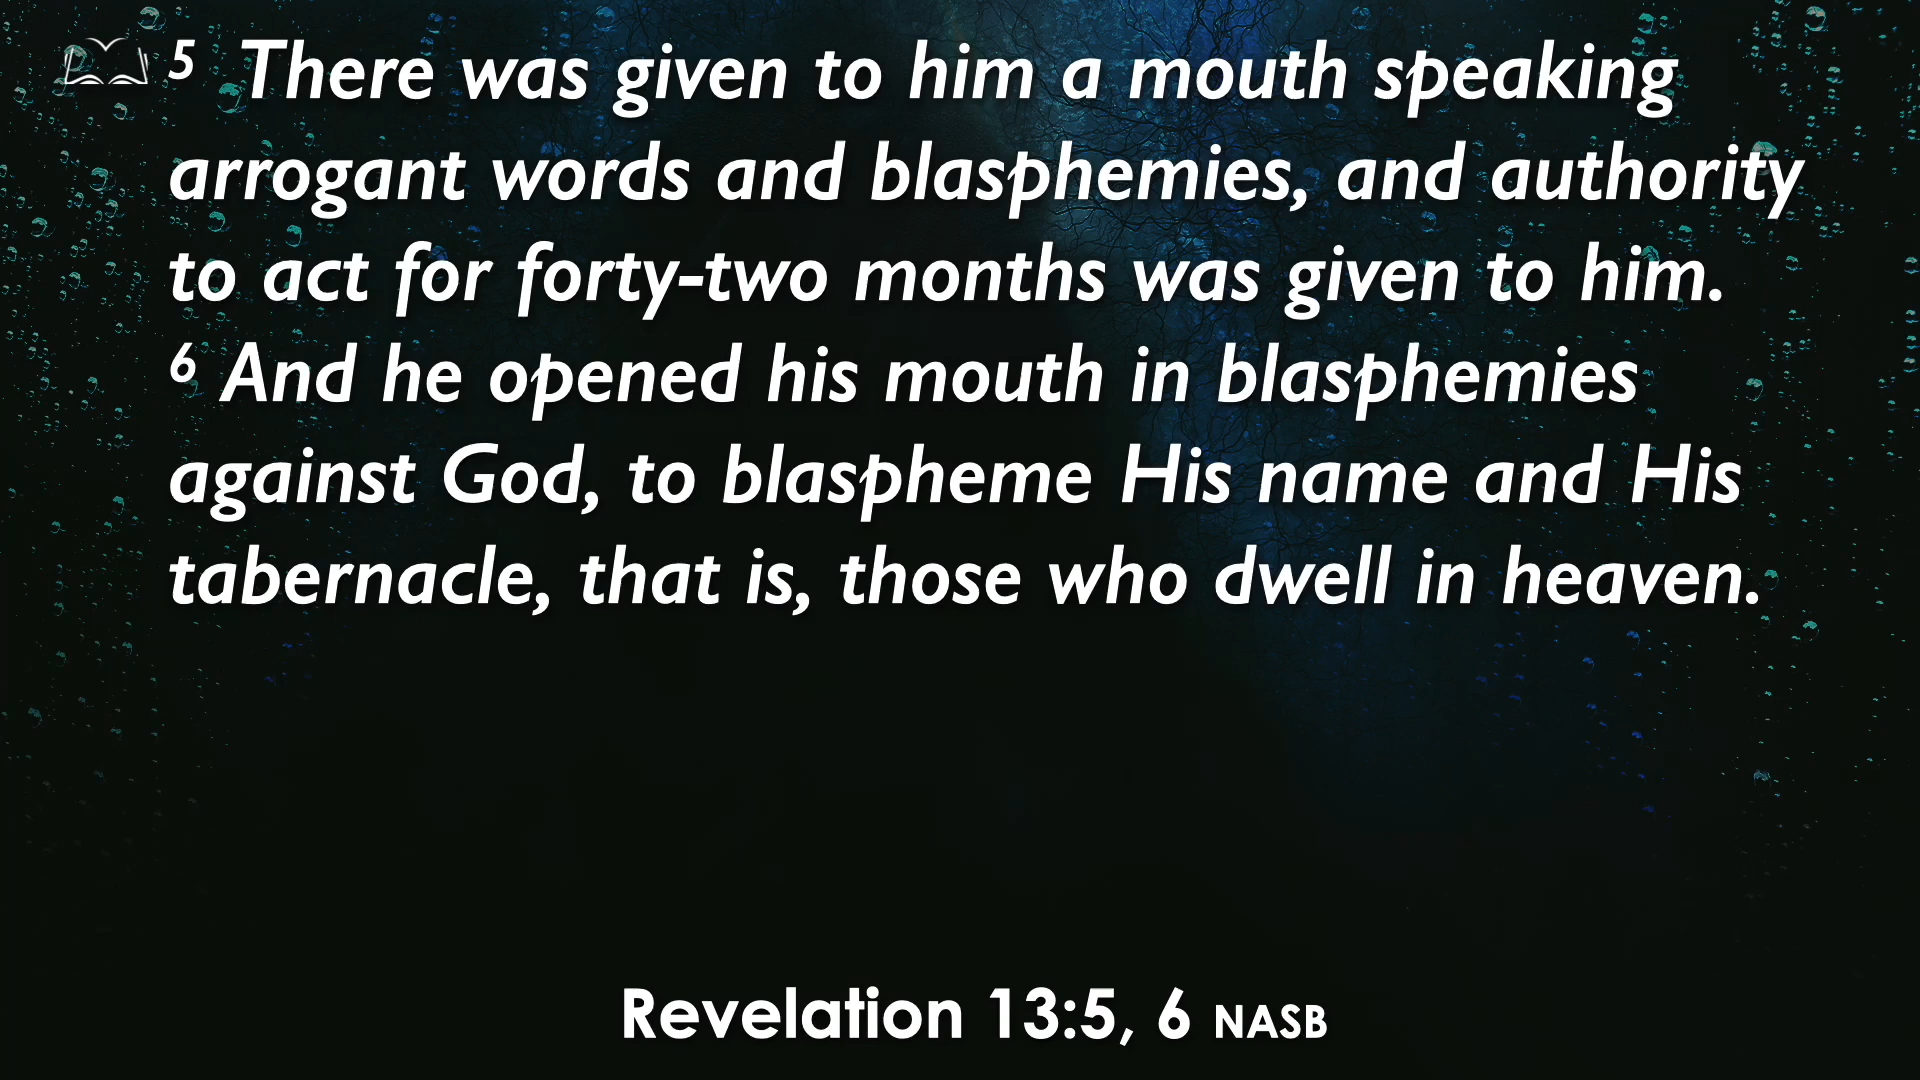 5 There was given to him a mouth speaking
arrogant words and blasphemies, and authority
to act for forty-two months was given to him.
6 And he opened his mouth in blasphemies
against God, to blaspheme His name and His
tabernacle, that is, those who dwell in heaven.
Revelation 13:5, 6 NASB